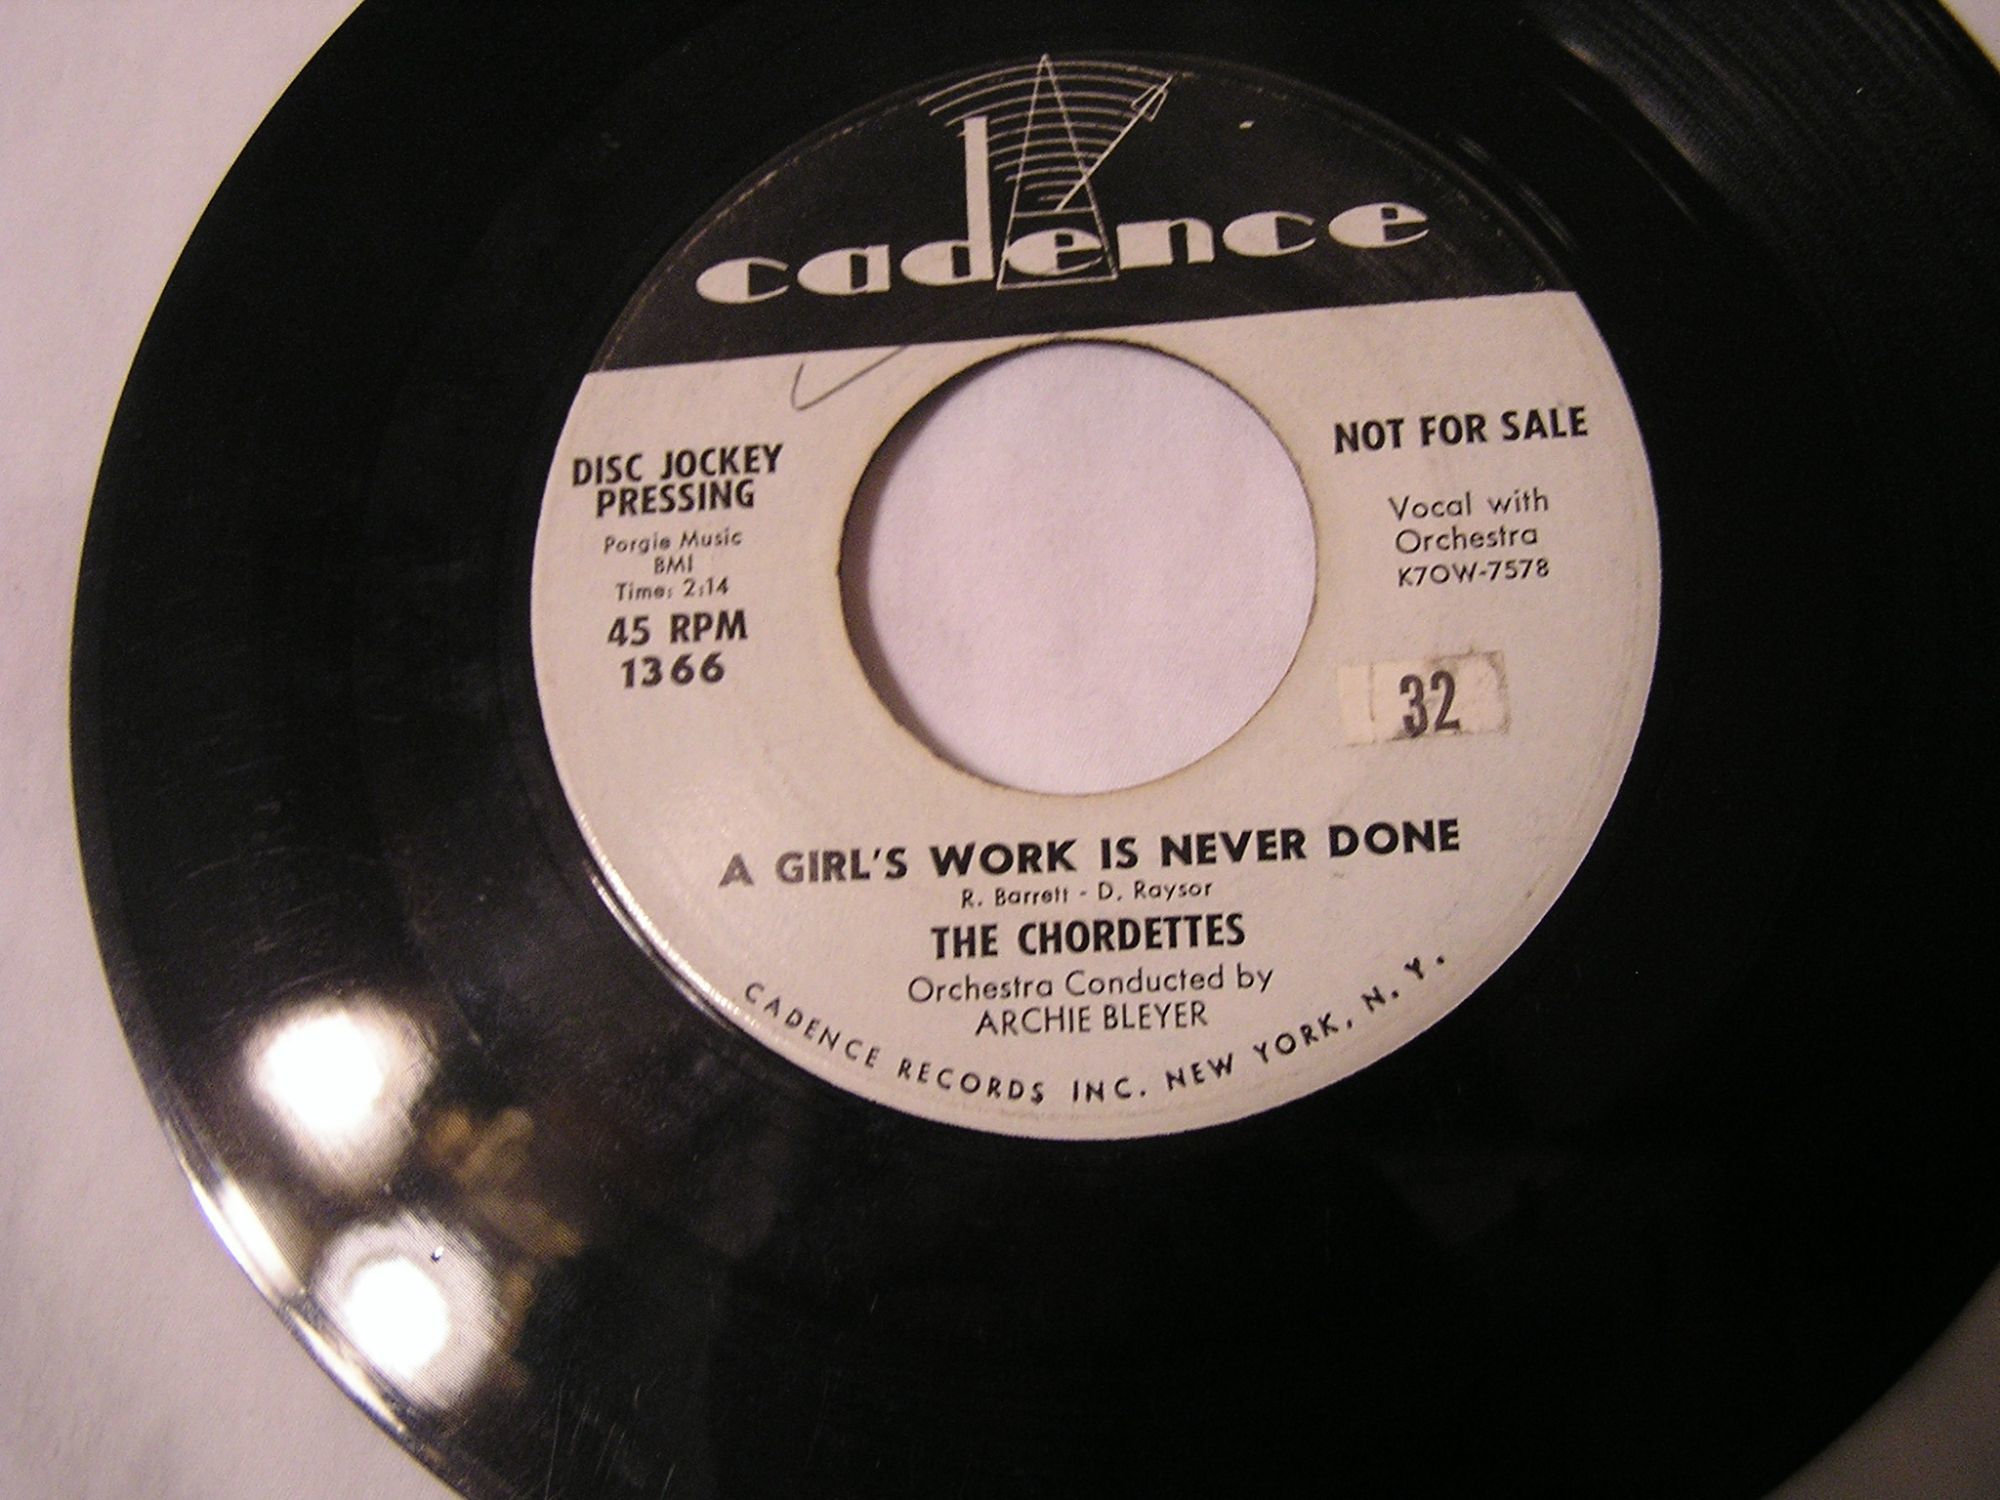 cadence
DISC JOCKEY
PRESSING
Porgie Music
BMI
Time: 2:14
45 RPM
1366
NOT FOR SALE
Vocal with
Orchestra
K7OW-7578
32
A GIRL'S WORK IS NEVER DONE
R. Barrett - D. Raysor
THE CHORDETTES
Orchestra Conducted by
ARCHIE BLEYER
CADENCE RECORDS INC. NEW YORK, N. Y.